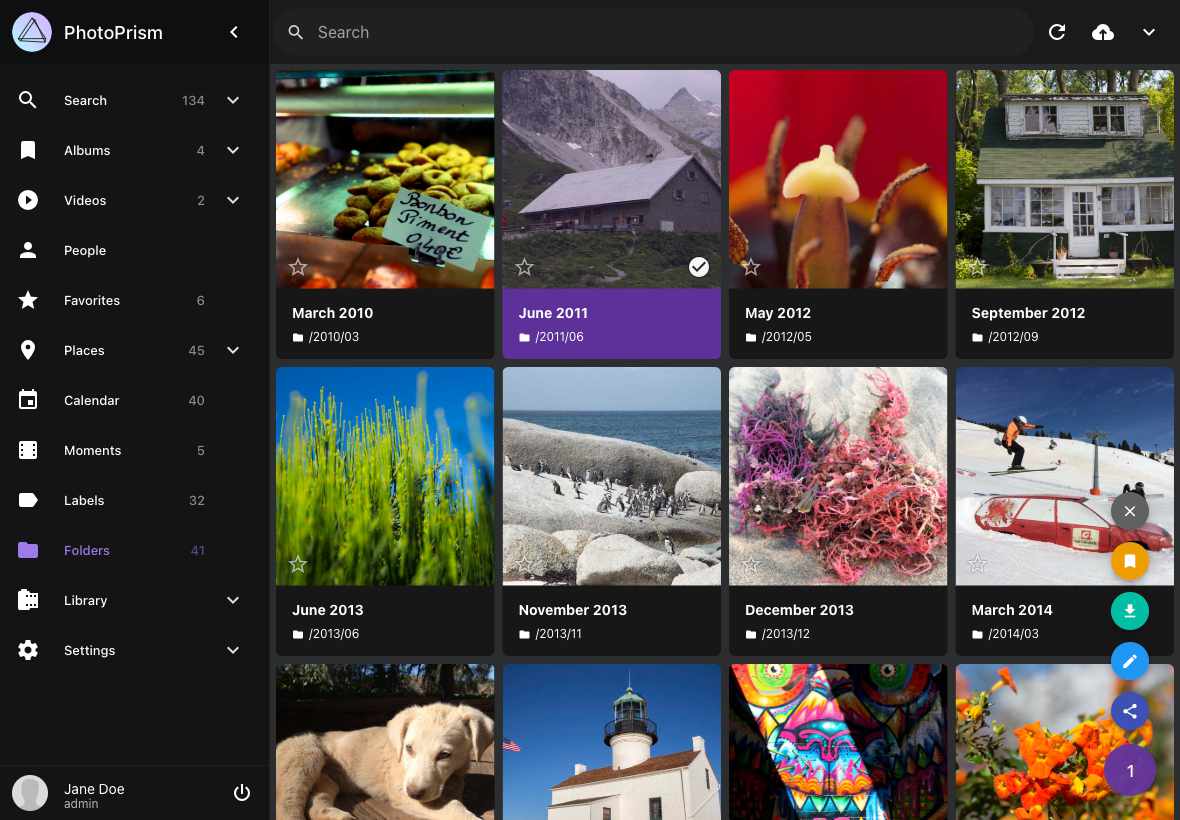 PhotoPrism
Search
Search 134
Albums 4
Videos 2
People
Favorites 6
Places 45
Calendar 40
Moments 5
Labels 32
Folders 41
Library
Settings
Jane Doe
admin
Bonbon
Piment
0,40€
March 2010
/2010/03
June 2011
/2011/06
May 2012
/2012/05
September 2012
/2012/09
June 2013
/2013/06
November 2013
/2013/11
December 2013
/2013/12
March 2014
/2014/03
1